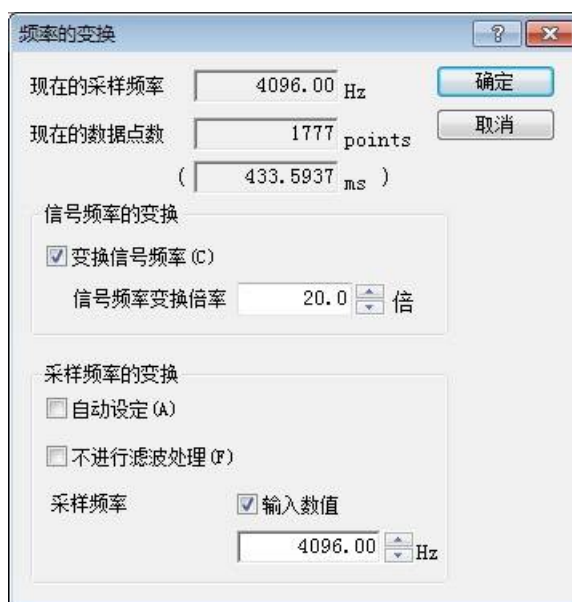 频率的变换
现在的采样频率 4096.00 Hz 确定
现在的数据点数 1777 points 取消
( 433.5937 ms )
信号频率的变换
变换信号频率(C)
信号频率变换倍率 20.0 倍
采样频率的变换
自动设定(A)
不进行滤波处理(F)
采样频率 输入数值
4096.00 Hz